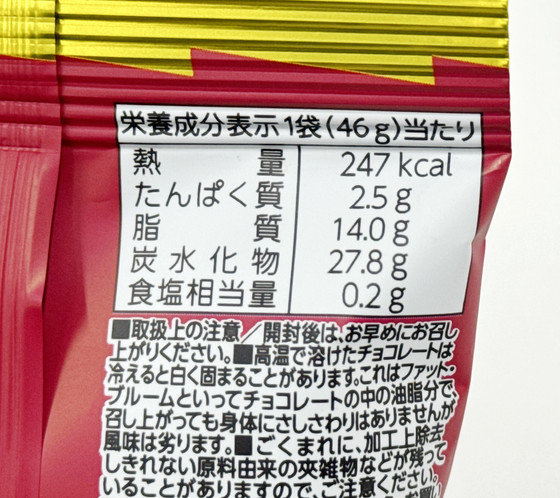 栄養成分表示 1袋(46g)当たり
熱量 247 kcal
たんぱく質 2.5 g
脂質 14.0 g
炭水化物 27.8 g
食塩相当量 0.2 g
■取扱上の注意／開封後は、お早めにお召し
上がりください。■高温で溶けたチョコレートは
冷えると白く固まることがあります。これはファット・
ブルームといってチョコレートの中の油脂分で、
召し上がっても身体にさしさわりはありませんが
風味は劣ります。■ごくまれに、加工上除去
しきれない原料由来の夾雑物などが残って
いることがありますので、ご注意ください。